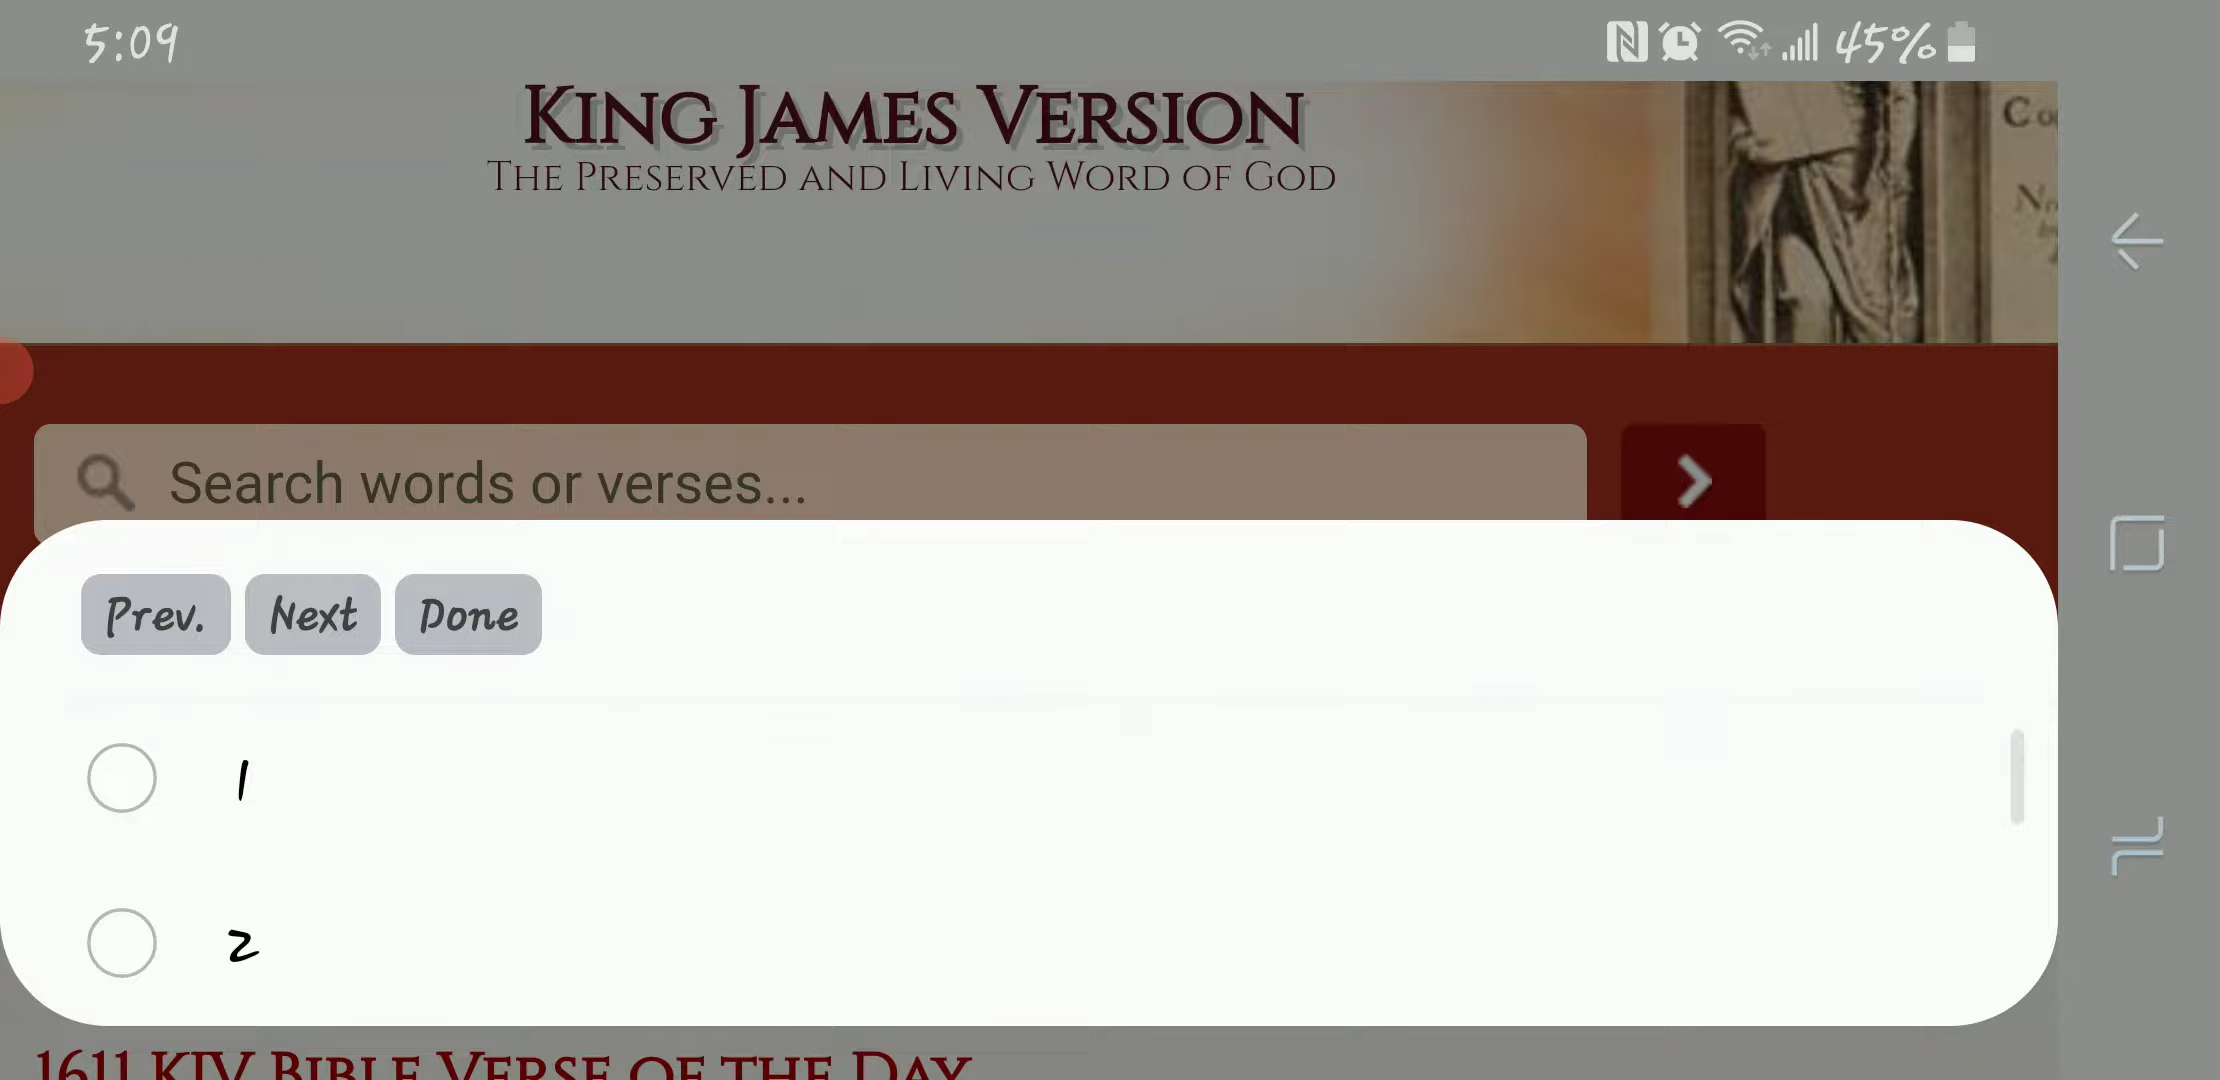 5:09 45%
KING JAMES VERSION
THE PRESERVED AND LIVING WORD OF GOD
Search words or verses...
Prev. Next Done
1
2
1611 KJV BIBLE VERSE OF THE DAY